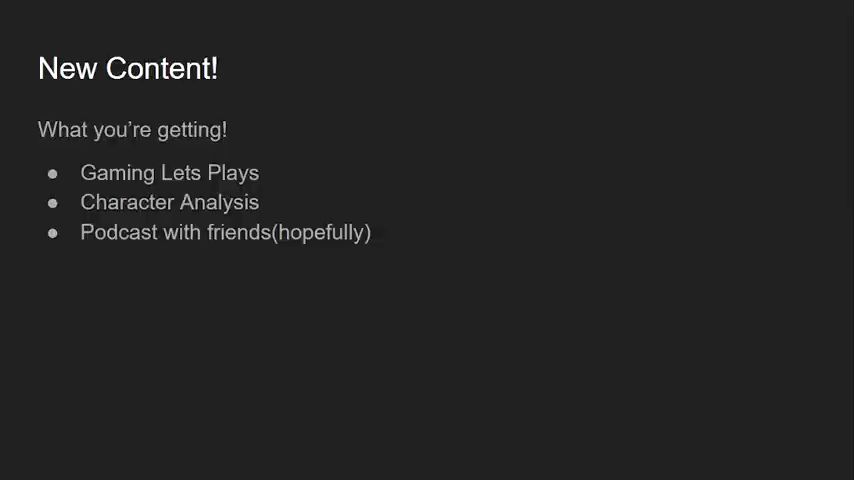 New Content!
What you're getting!
● Gaming Lets Plays
● Character Analysis
● Podcast with friends(hopefully)